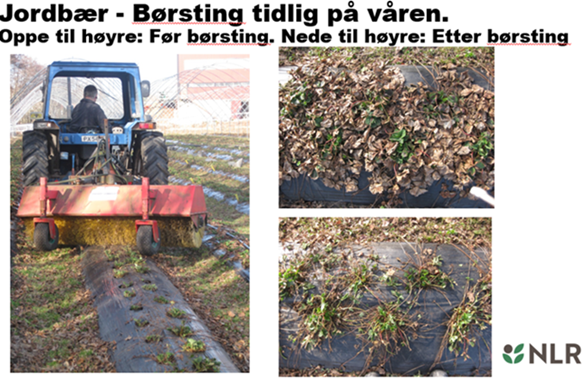 Jordbær - Børsting tidlig på våren.
Oppe til høyre: Før børsting. Nede til høyre: Etter børsting
NLR